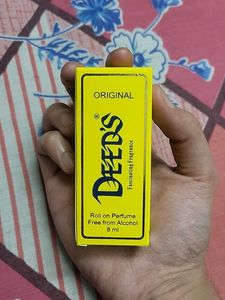 ORIGINAL
DEED'S®
Fascinating Fragrance
Roll on Perfume
Free from Alcohol
8 ml